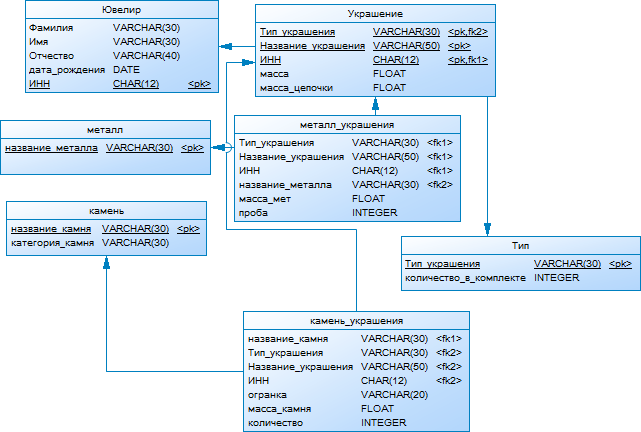 Ювелир
Фамилия VARCHAR(30)
Имя VARCHAR(30)
Отчество VARCHAR(40)
дата_рождения DATE
ИНН CHAR(12) <pk>
Украшение
Тип_украшения VARCHAR(30) <pk,fk2>
Название_украшения VARCHAR(50) <pk>
ИНН CHAR(12) <pk,fk1>
масса FLOAT
масса_цепочки FLOAT
металл
название_металла VARCHAR(30) <pk>
металл_украшения
Тип_украшения VARCHAR(30) <fk1>
Название_украшения VARCHAR(50) <fk1>
ИНН CHAR(12) <fk1>
название_металла VARCHAR(30) <fk2>
масса_мет FLOAT
проба INTEGER
камень
название_камня VARCHAR(30) <pk>
категория_камня VARCHAR(30)
Тип
Тип_украшения VARCHAR(30) <pk>
количество_в_комплекте INTEGER
камень_украшения
название_камня VARCHAR(30) <fk1>
Тип_украшения VARCHAR(30) <fk2>
Название_украшения VARCHAR(50) <fk2>
ИНН CHAR(12) <fk2>
огранка VARCHAR(20)
масса_камня FLOAT
количество INTEGER